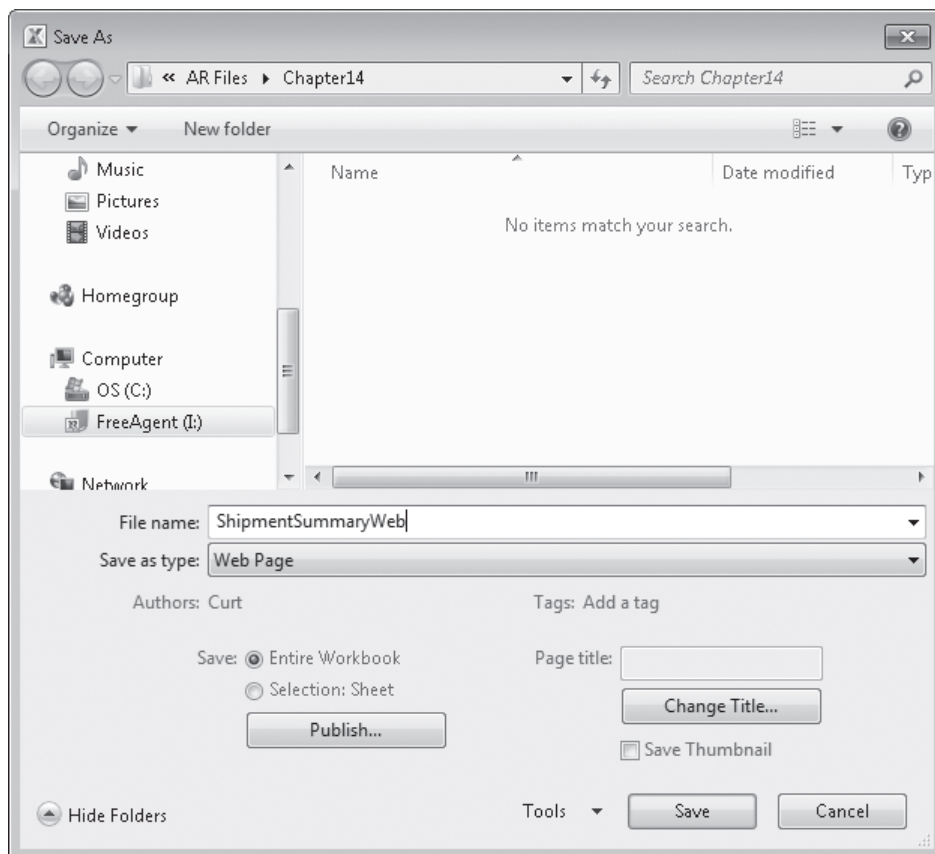 Save As
« AR Files ▸ Chapter14
Search Chapter14
Organize
New folder
Music
Pictures
Videos
Homegroup
Computer
OS (C:)
FreeAgent (I:)
Network
Name
Date modified
Typ
No items match your search.
File name: ShipmentSummaryWeb
Save as type: Web Page
Authors: Curt
Tags: Add a tag
Save: Entire Workbook
Selection: Sheet
Publish...
Page title:
Change Title...
Save Thumbnail
Hide Folders
Tools
Save
Cancel